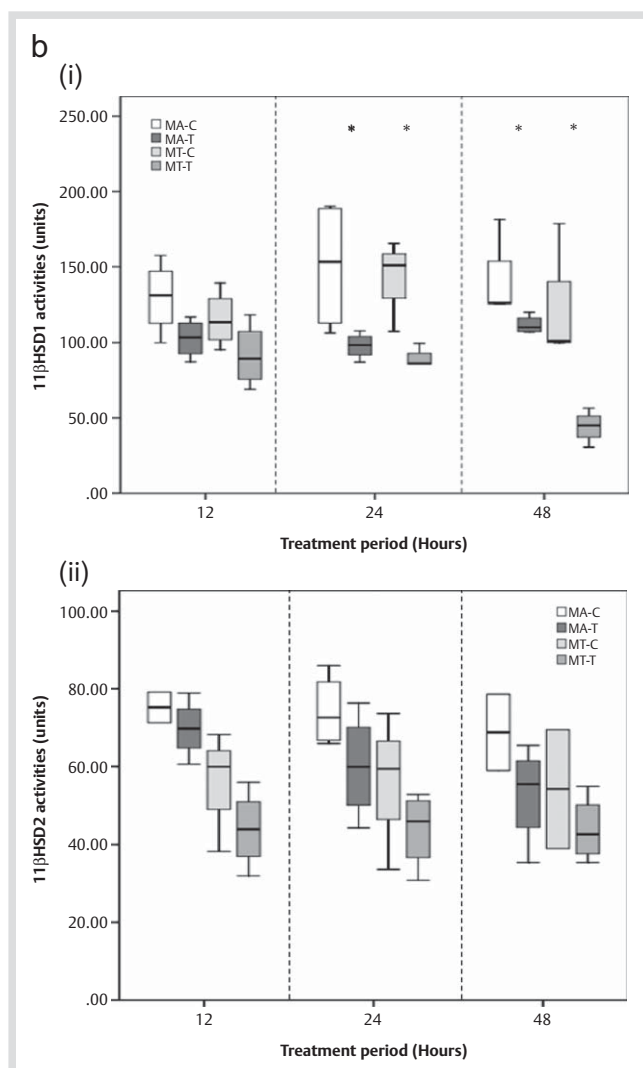 b
(i)
250.00
200.00
150.00
100.00
50.00
.00
11βHSD1 activities (units)
MA-C
MA-T
MT-C
MT-T
* * * *
12 24 48
Treatment period (Hours)
(ii)
100.00
80.00
60.00
40.00
20.00
.00
11βHSD2 activities (units)
MA-C
MA-T
MT-C
MT-T
12 24 48
Treatment period (Hours)